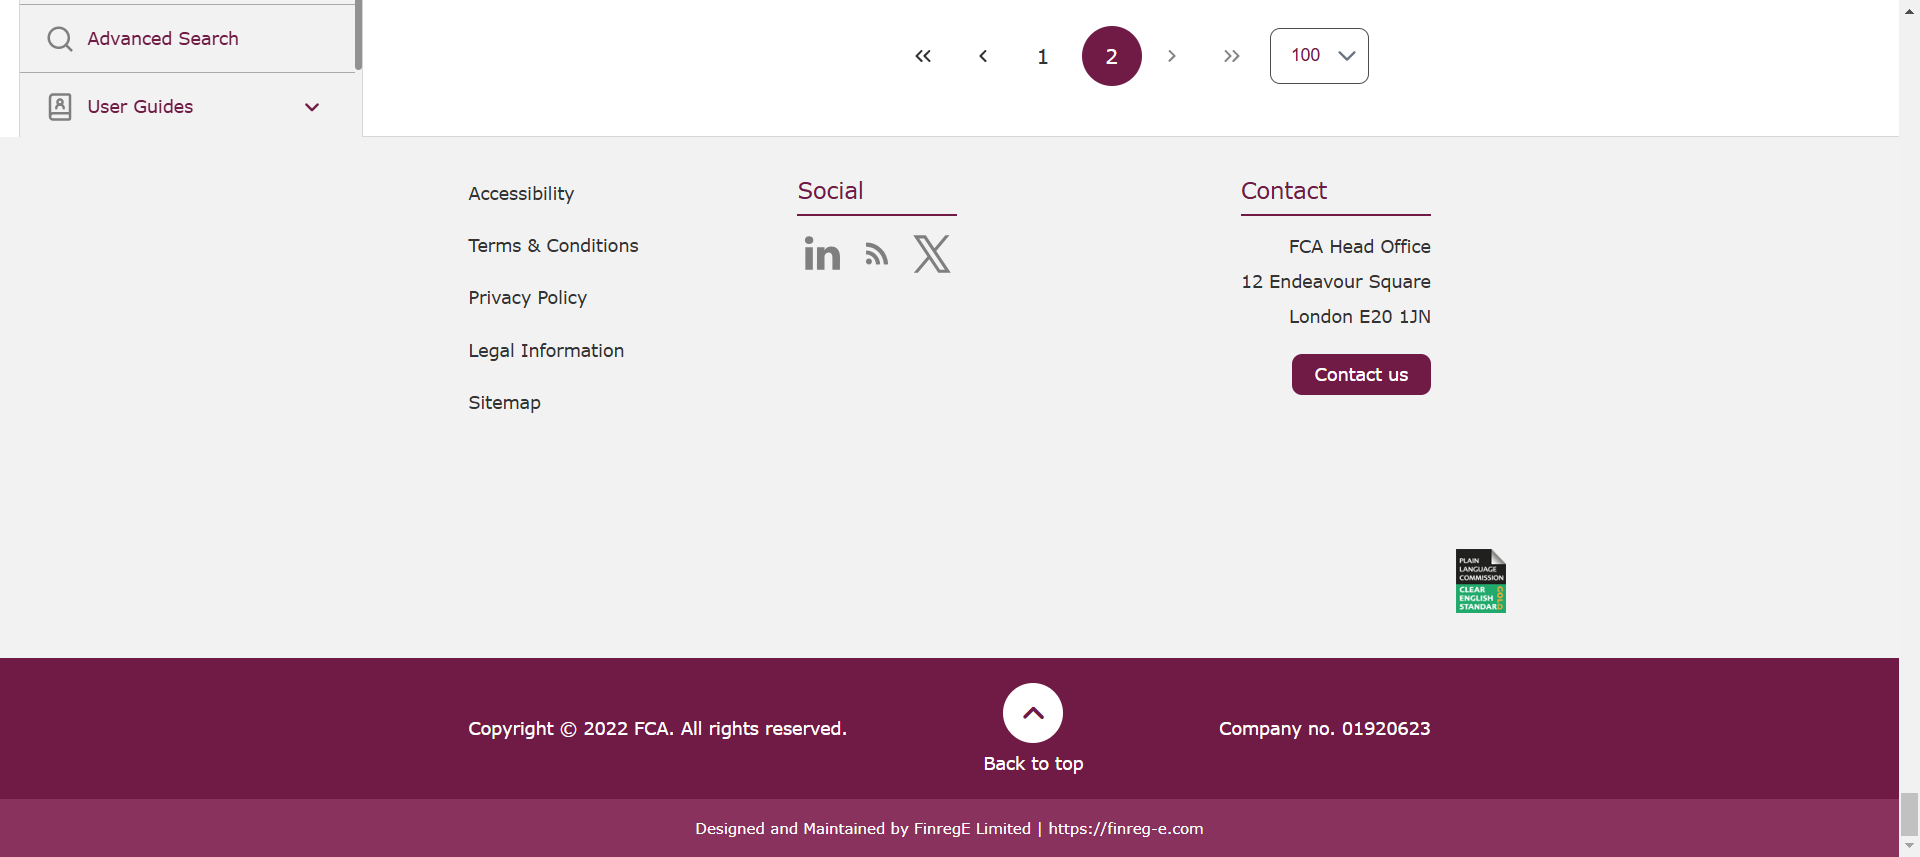 Advanced Search
User Guides
1
2
100
Accessibility
Terms & Conditions
Privacy Policy
Legal Information
Sitemap
Social
Contact
FCA Head Office
12 Endeavour Square
London E20 1JN
Contact us
PLAIN
LANGUAGE
COMMISSION
CLEAR
ENGLISH
STANDARD
GOLD
Copyright © 2022 FCA. All rights reserved.
Back to top
Company no. 01920623
Designed and Maintained by FinregE Limited | https://finreg-e.com